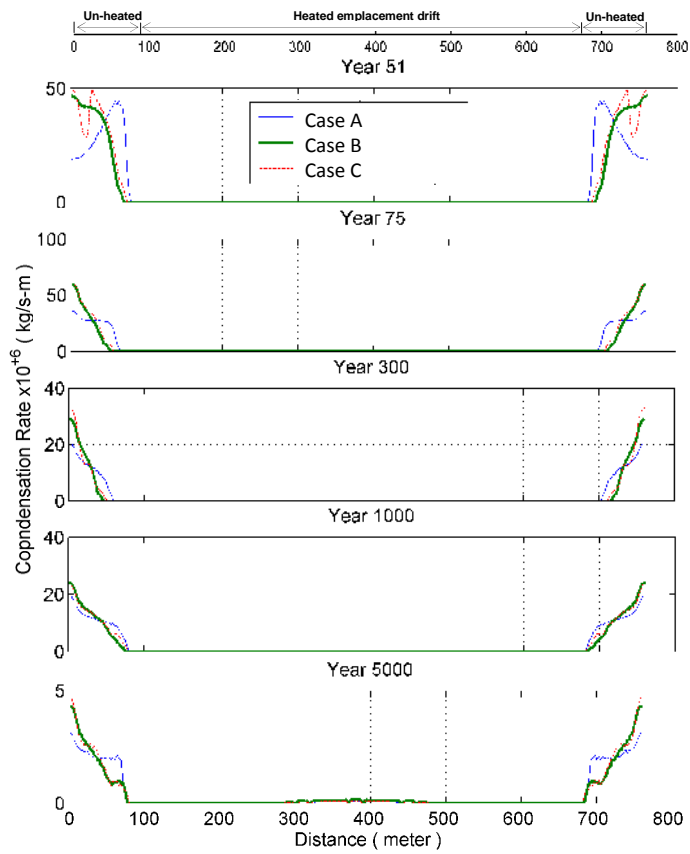 Un-heated Heated emplacement drift Un-heated
0 100 200 300 400 500 600 700 800
Year 51
50
0
Case A
Case B
Case C
Year 75
100
50
0
Year 300
40
20
0
Year 1000
40
20
0
Year 5000
5
0
0 100 200 300 400 500 600 700 800
Distance ( meter )
Copndensation Rate x10+6 ( kg/s-m )